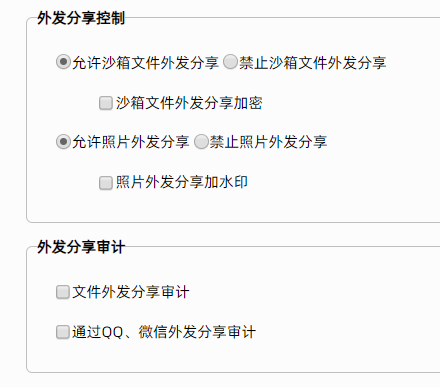 外发分享控制
允许沙箱文件外发分享 禁止沙箱文件外发分享
沙箱文件外发分享加密
允许照片外发分享 禁止照片外发分享
照片外发分享加水印
外发分享审计
文件外发分享审计
通过QQ、微信外发分享审计